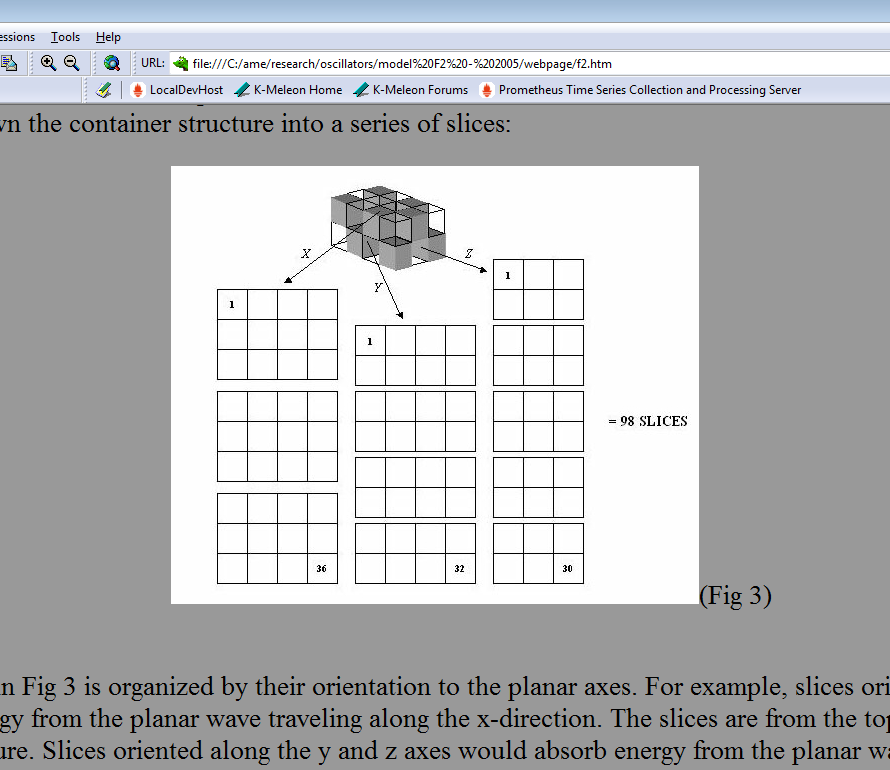 essions Tools Help
URL: file:///C:/ame/research/oscillators/model%20F2%20-%202005/webpage/f2.htm
LocalDevHost K-Meleon Home K-Meleon Forums Prometheus Time Series Collection and Processing Server
vn the container structure into a series of slices:
X Y Z
1
1
1
= 98 SLICES
36 32 30
(Fig 3)
n Fig 3 is organized by their orientation to the planar axes. For example, slices ori
gy from the planar wave traveling along the x-direction. The slices are from the top
ure. Slices oriented along the y and z axes would absorb energy from the planar wa